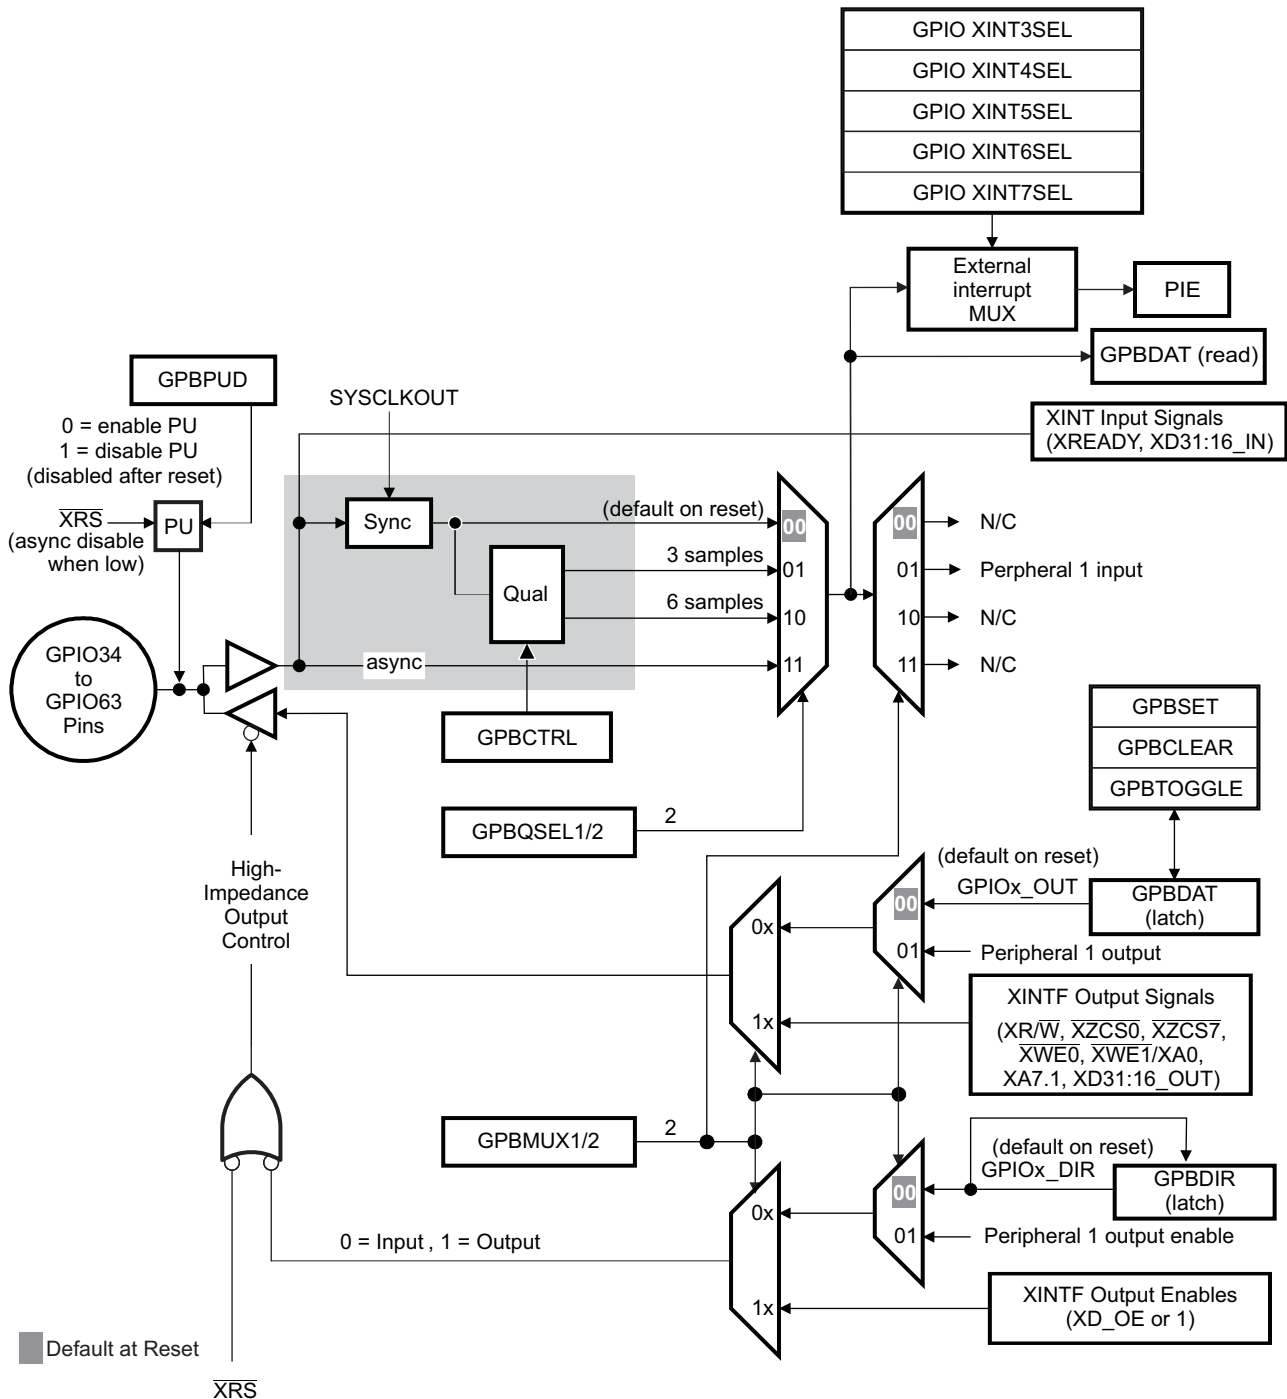 GPIO XINT3SEL
GPIO XINT4SEL
GPIO XINT5SEL
GPIO XINT6SEL
GPIO XINT7SEL
External
interrupt
MUX
PIE
GPBDAT (read)
GPBPUD
SYSCLKOUT
XINT Input Signals
(XREADY, XD31:16_IN)
0 = enable PU
1 = disable PU
(disabled after reset)
XRS
(async disable
when low)
PU
Sync
(default on reset)
00
00
N/C
3 samples
01
01
Perpheral 1 input
Qual
6 samples
10
10
N/C
async
11
11
N/C
GPIO34
to
GPIO63
Pins
GPBCTRL
GPBSET
GPBCLEAR
GPBTOGGLE
GPBQSEL1/2
2
High-
Impedance
Output
Control
(default on reset)
GPIOx_OUT
00
GPBDAT
(latch)
0x
01
Peripheral 1 output
1x
XINTF Output Signals
(XR/W, XZCS0, XZCS7,
XWE0, XWE1/XA0,
XA7.1, XD31:16_OUT)
GPBMUX1/2
2
(default on reset)
GPIOx_DIR
00
GPBDIR
(latch)
0x
01
Peripheral 1 output enable
0 = Input , 1 = Output
1x
XINTF Output Enables
(XD_OE or 1)
Default at Reset
XRS